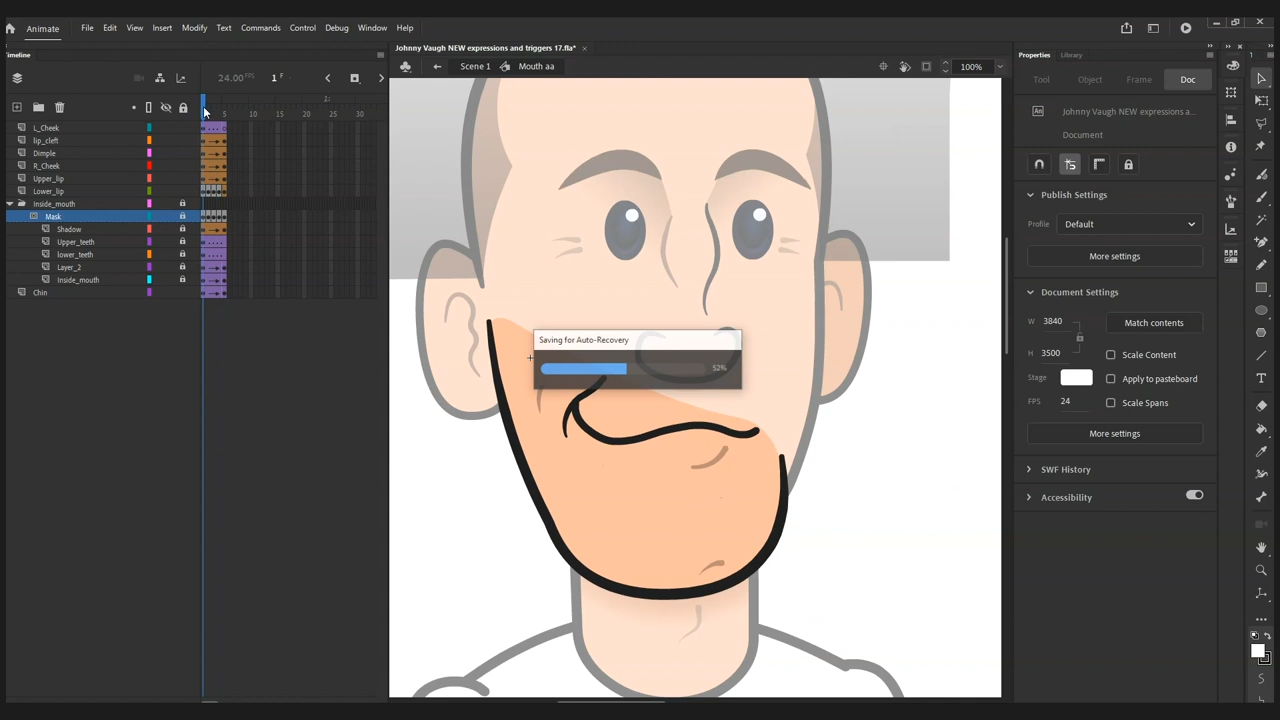 Animate File Edit View Insert Modify Text Commands Control Debug Window Help
Timeline
Johnny Vaugh NEW expressions and triggers 17.fla*
Properties Library
Scene 1 Mouth aa 100%
24.00 FPS 1 F
Tool Object Frame Doc
1s
5 10 15 20 25 30
Johnny Vaugh NEW expressions a...
Document
L_Cheek
lip_cleft
Dimple
R_Cheek
Upper_lip
Lower_lip
Inside_mouth
Mask
Shadow
Upper_teeth
lower_teeth
Layer_2
Inside_mouth
Chin
Saving for Auto-Recovery
52%
Publish Settings
Profile Default
More settings
Document Settings
W 3840 Match contents
H 3500 Scale Content
Stage Apply to pasteboard
FPS 24 Scale Spans
More settings
SWF History
Accessibility